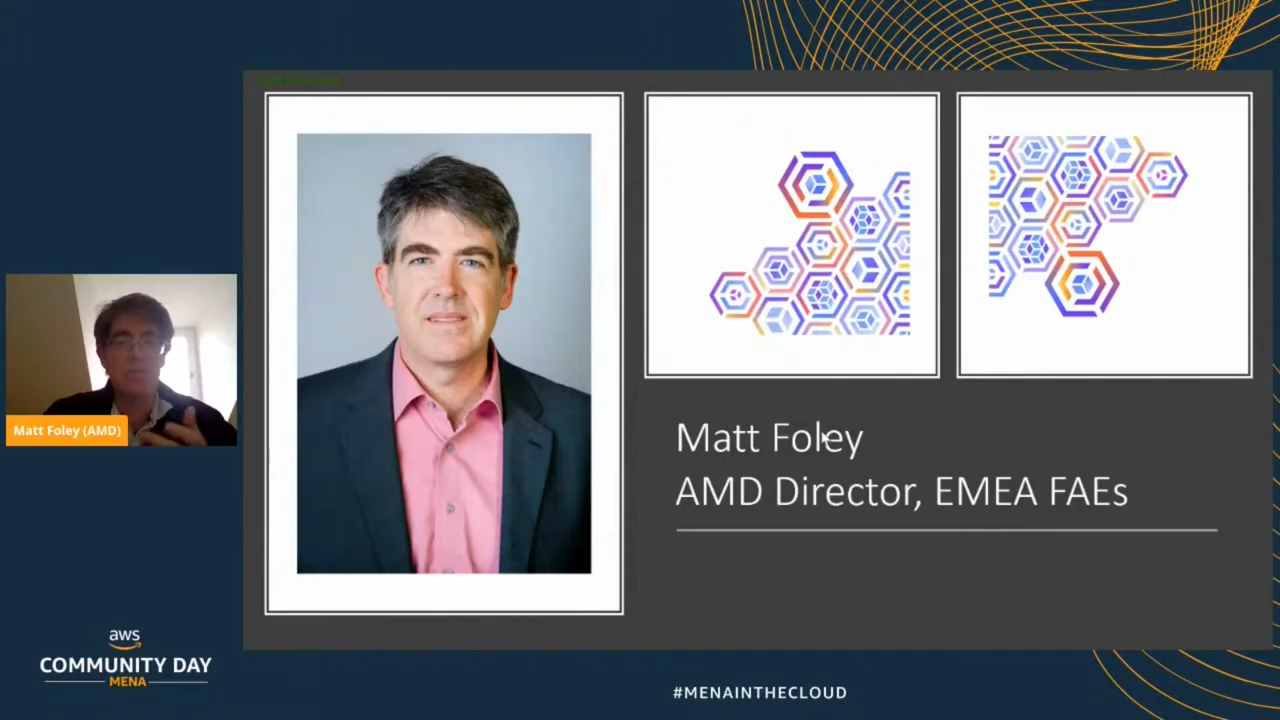 Matt Foley (AMD)
Matt Foley
AMD Director, EMEA FAEs
aws
COMMUNITY DAY
MENA
#MENAINTHECLOUD